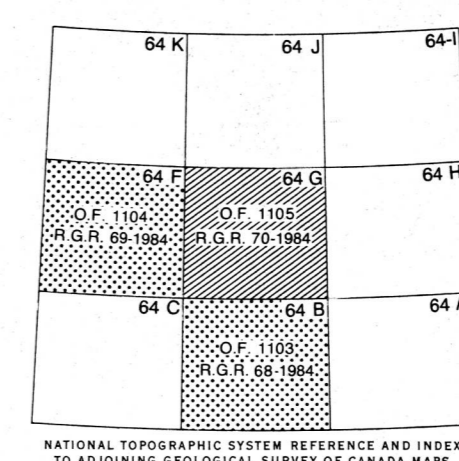 64 K
64 J
64-I
64 F
O.F. 1104
R.G.R. 69-1984
64 G
O.F. 1105
R.G.R. 70-1984
64 H
64 C
64 B
O.F. 1103
R.G.R. 68-1984
64
NATIONAL TOPOGRAPHIC SYSTEM REFERENCE AND INDEX
TO ADJOINING GEOLOGICAL SURVEY OF CANADA MAPS